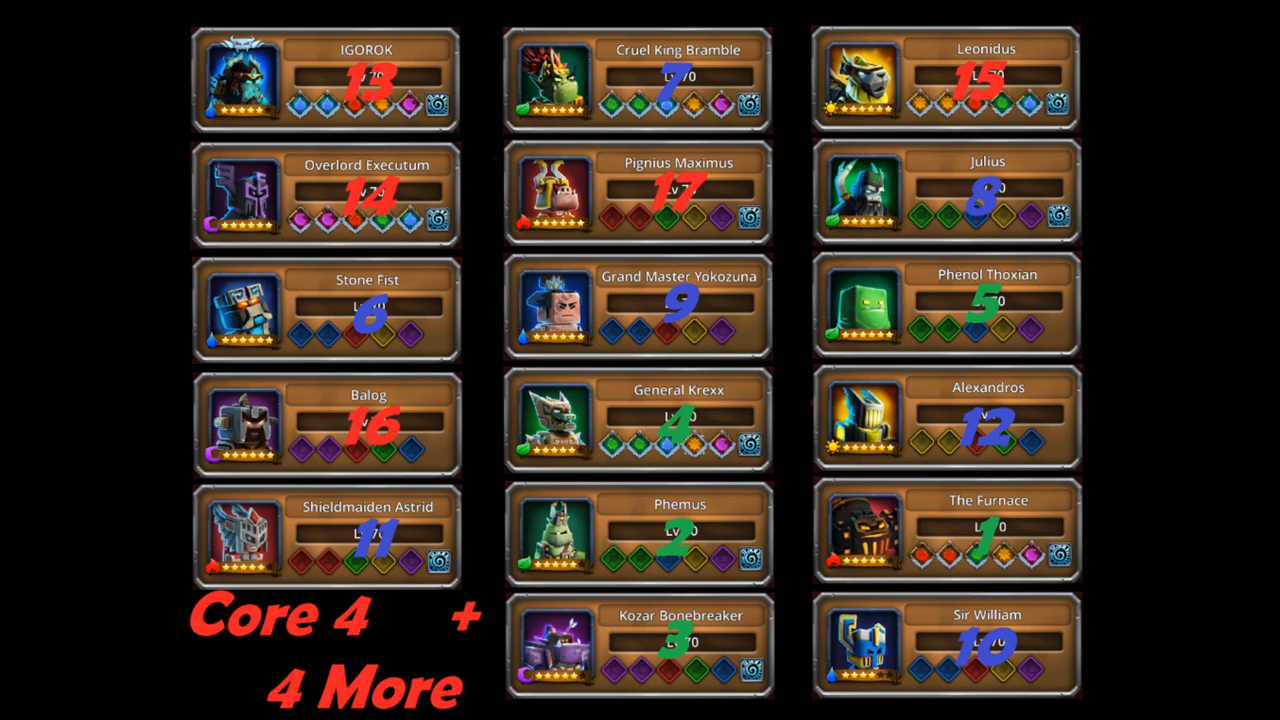 IGOROK
13
Overlord Executum
14
Stone Fist
6
Balog
16
Shieldmaiden Astrid
11
Core 4 +
4 More
Cruel King Bramble
7
Pignius Maximus
17
Grand Master Yokozuna
9
General Krexx
4
Phemus
2
Kozar Bonebreaker
3
Leonidus
15
Julius
8
Phenol Thoxian
5
Alexandros
12
The Furnace
1
Sir William
10